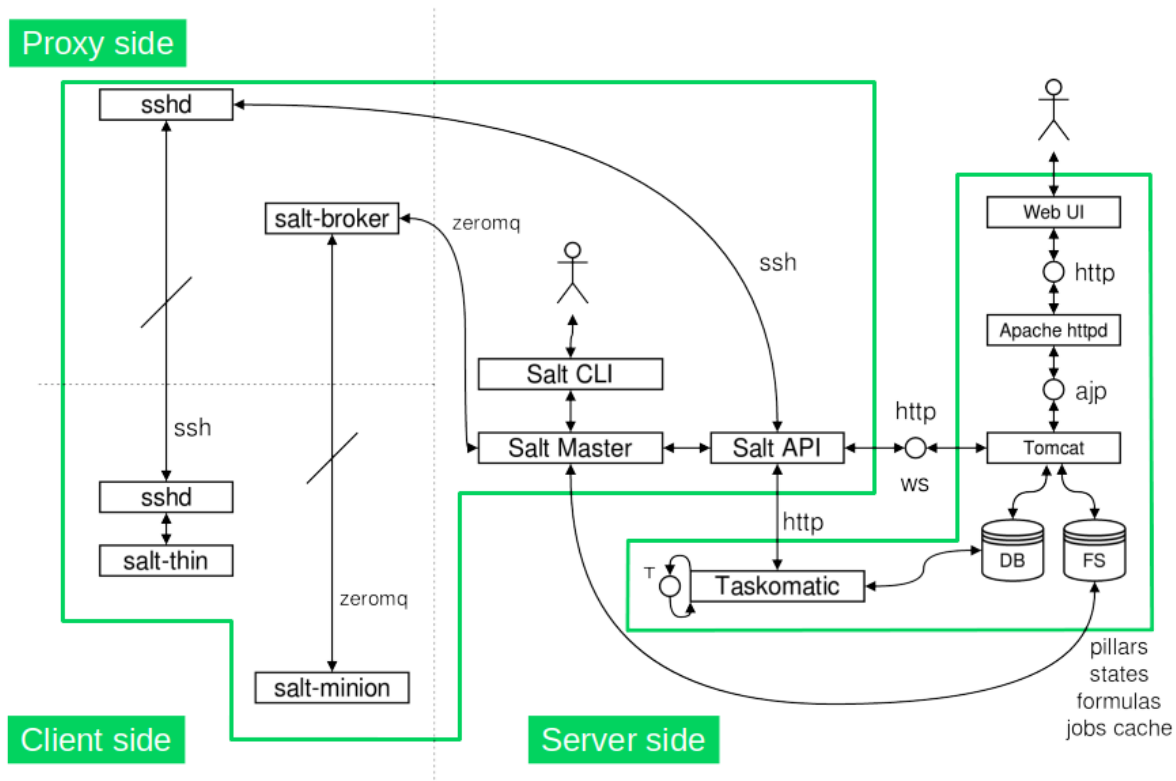 Proxy side
sshd
salt-broker
zeromq
ssh
Web UI
http
Apache httpd
ajp
Salt CLI
Salt Master
Salt API
http
ws
Tomcat
ssh
sshd
salt-thin
http
DB
FS
T
Taskomatic
zeromq
salt-minion
pillars
states
formulas
jobs cache
Client side
Server side